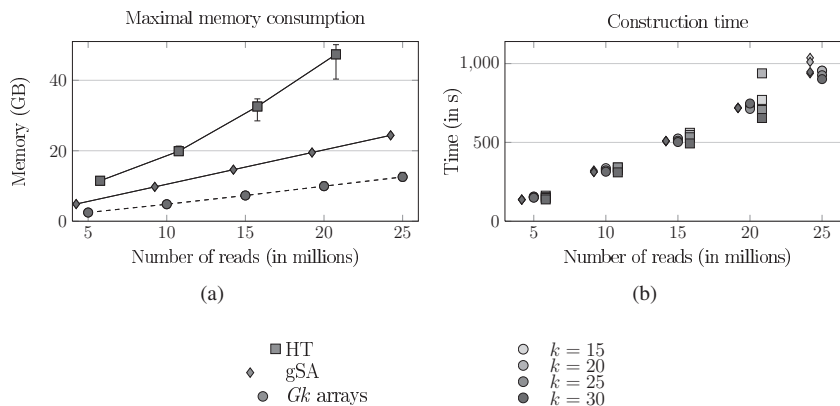 Maximal memory consumption
Memory (GB)
40
20
0
5 10 15 20 25
Number of reads (in millions)
(a)
Construction time
Time (in s)
1,000
500
0
5 10 15 20 25
Number of reads (in millions)
(b)
HT
gSA
Gk arrays
k = 15
k = 20
k = 25
k = 30